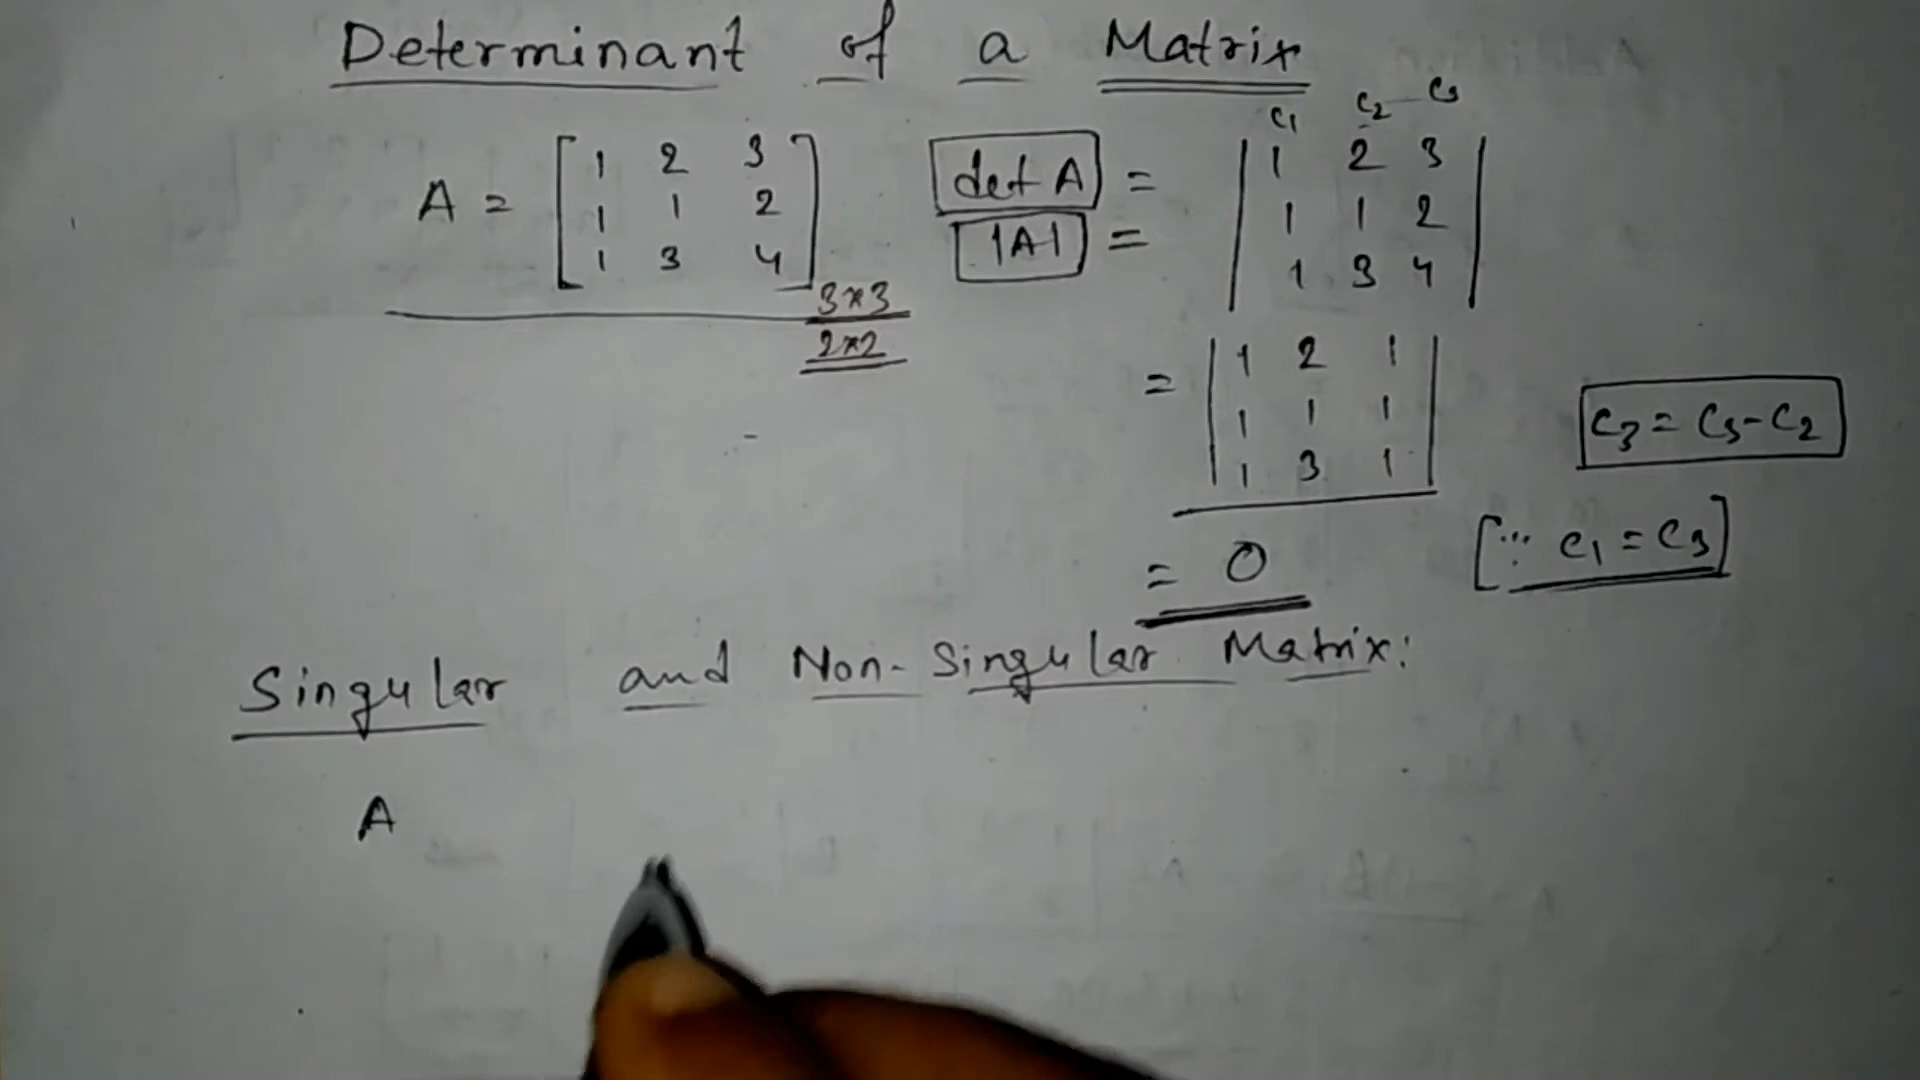 Determinant of a Matrix
A = [ 1 2 3
1 1 2
1 3 4 ] 3×3
2×2
det A =
|A| =
C1 C2 C3
| 1 2 3 |
| 1 1 2 |
| 1 3 4 |
= | 1 2 1 |
| 1 1 1 |
| 1 3 1 |
C3 = C3-C2
= 0 [∵ C1 = C3]
Singular and Non-Singular Matrix:
A